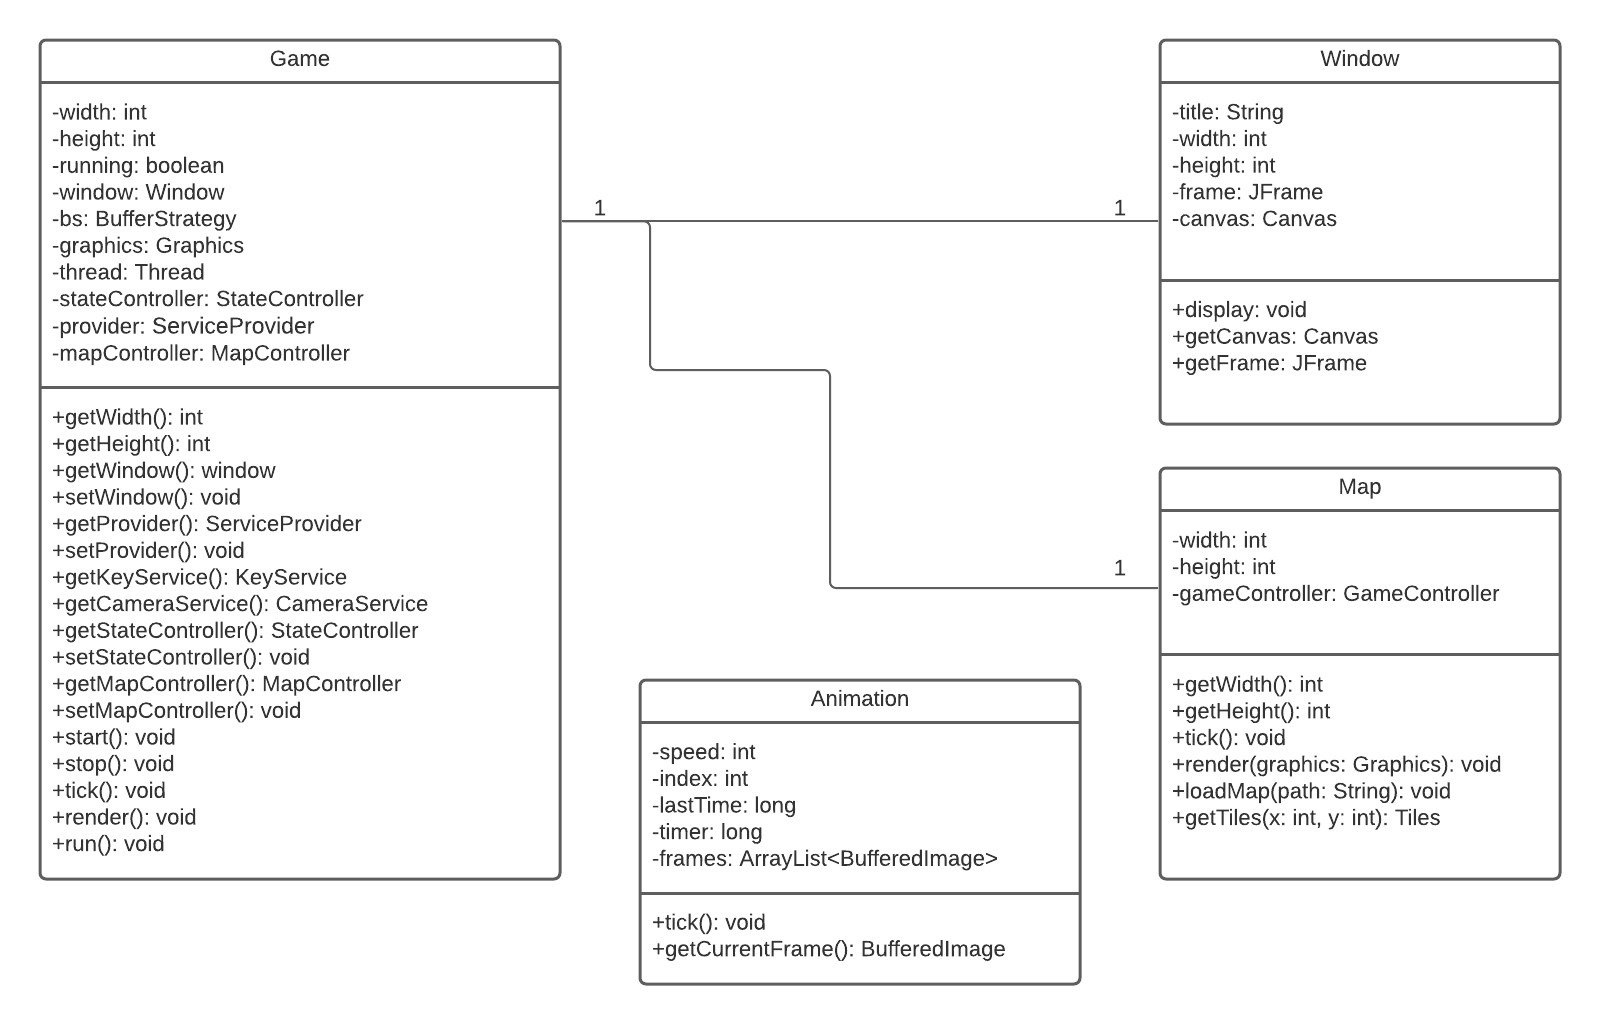 Game
-width: int
-height: int
-running: boolean
-window: Window
-bs: BufferStrategy
-graphics: Graphics
-thread: Thread
-stateController: StateController
-provider: ServiceProvider
-mapController: MapController
+getWidth(): int
+getHeight(): int
+getWindow(): window
+setWindow(): void
+getProvider(): ServiceProvider
+setProvider(): void
+getKeyService(): KeyService
+getCameraService(): CameraService
+getStateController(): StateController
+setStateController(): void
+getMapController(): MapController
+setMapController(): void
+start(): void
+stop(): void
+tick(): void
+render(): void
+run(): void
1
1
Window
-title: String
-width: int
-height: int
-frame: JFrame
-canvas: Canvas
+display: void
+getCanvas: Canvas
+getFrame: JFrame
1
Map
-width: int
-height: int
-gameController: GameController
+getWidth(): int
+getHeight(): int
+tick(): void
+render(graphics: Graphics): void
+loadMap(path: String): void
+getTiles(x: int, y: int): Tiles
Animation
-speed: int
-index: int
-lastTime: long
-timer: long
-frames: ArrayList<BufferedImage>
+tick(): void
+getCurrentFrame(): BufferedImage